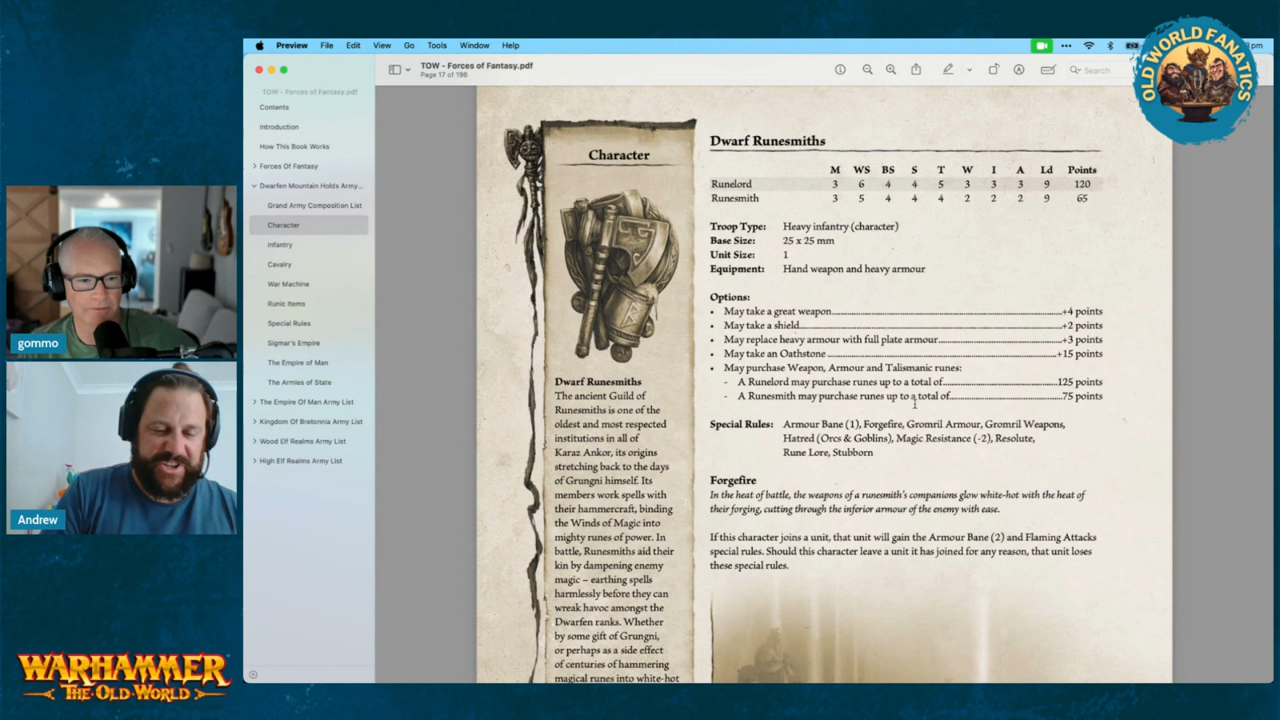 Preview File Edit View Go Tools Window Help
TOW - Forces of Fantasy.pdf
Page 17 of 196
Search
OLD WORLD FANATICS
TOW - Forces of Fantasy.pdf
Contents
Introduction
How This Book Works
Forces Of Fantasy
Dwarfen Mountain Holds Army...
Grand Army Composition List
Character
Infantry
Cavalry
War Machine
Runic Items
Special Rules
Sigmar's Empire
The Empire of Man
The Armies of State
The Empire Of Man Army List
Kingdom Of Bretonnia Army List
Wood Elf Realms Army List
High Elf Realms Army List
gommo
Andrew
WARHAMMER
THE OLD WORLD
Character
Dwarf Runesmiths
The ancient Guild of
Runesmiths is one of the
oldest and most respected
institutions in all of
Karaz Ankor, its origins
stretching back to the days
of Grungni himself. Its
members work spells with
their hammercraft, binding
the Winds of Magic into
mighty runes of power. In
battle, Runesmiths aid their
kin by dampening enemy
magic – earthing spells
harmlessly before they can
wreak havoc amongst the
Dwarfen ranks. Whether
by some gift of Grungni,
or perhaps as a side effect
of centuries of hammering
magical runes into white-hot
Dwarf Runesmiths
M WS BS S T W I A Ld Points
Runelord 3 6 4 4 5 3 3 3 9 120
Runesmith 3 5 4 4 4 2 2 2 9 65
Troop Type: Heavy infantry (character)
Base Size: 25 x 25 mm
Unit Size: 1
Equipment: Hand weapon and heavy armour
Options:
• May take a great weapon...+4 points
• May take a shield...+2 points
• May replace heavy armour with full plate armour...+3 points
• May take an Oathstone...+15 points
• May purchase Weapon, Armour and Talismanic runes:
- A Runelord may purchase runes up to a total of...125 points
- A Runesmith may purchase runes up to a total of...75 points
Special Rules: Armour Bane (1), Forgefire, Gromril Armour, Gromril Weapons,
Hatred (Orcs & Goblins), Magic Resistance (-2), Resolute,
Rune Lore, Stubborn
Forgefire
In the heat of battle, the weapons of a runesmith's companions glow white-hot with the heat of
their forging, cutting through the inferior armour of the enemy with ease.
If this character joins a unit, that unit will gain the Armour Bane (2) and Flaming Attacks
special rules. Should this character leave a unit it has joined for any reason, that unit loses
these special rules.